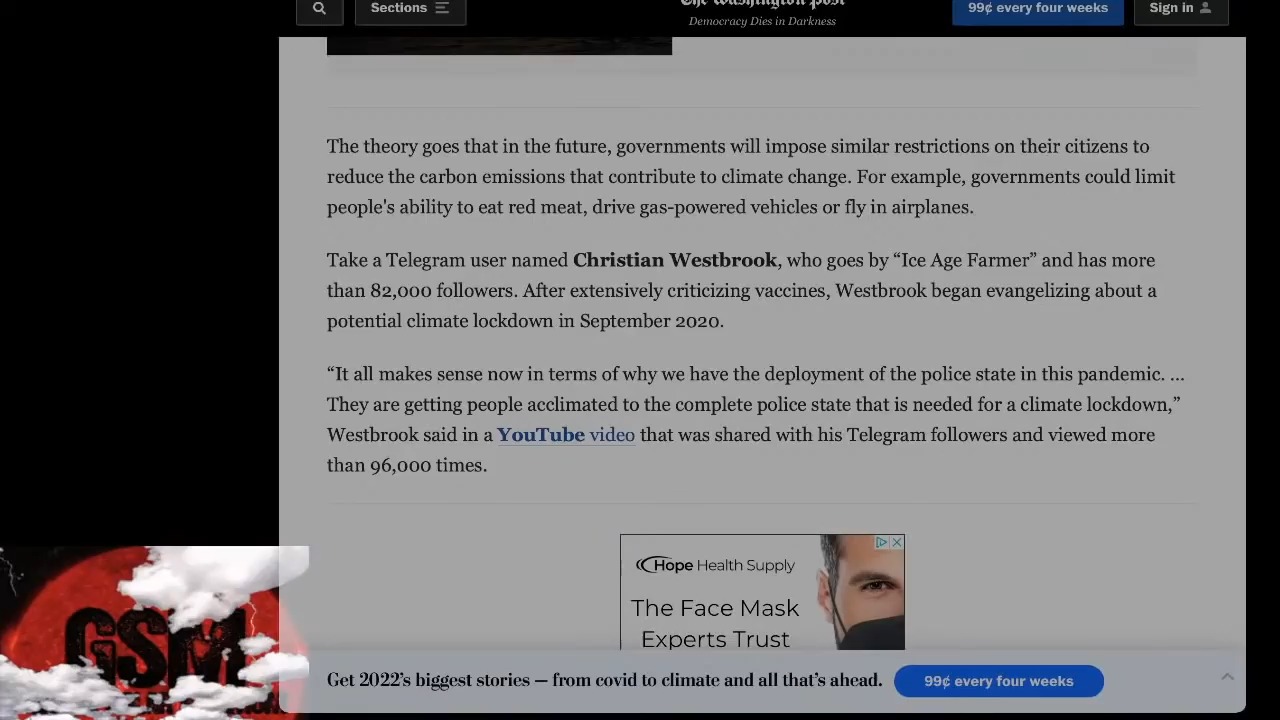 Sections
The Washington Post
99¢ every four weeks
Sign in
Democracy Dies in Darkness
The theory goes that in the future, governments will impose similar restrictions on their citizens to
reduce the carbon emissions that contribute to climate change. For example, governments could limit
people's ability to eat red meat, drive gas-powered vehicles or fly in airplanes.
Take a Telegram user named Christian Westbrook, who goes by “Ice Age Farmer” and has more
than 82,000 followers. After extensively criticizing vaccines, Westbrook began evangelizing about a
potential climate lockdown in September 2020.
“It all makes sense now in terms of why we have the deployment of the police state in this pandemic. ...
They are getting people acclimated to the complete police state that is needed for a climate lockdown,”
Westbrook said in a YouTube video that was shared with his Telegram followers and viewed more
than 96,000 times.
Hope Health Supply
The Face Mask
Experts Trust
GSM
Get 2022’s biggest stories — from covid to climate and all that’s ahead.
99¢ every four weeks